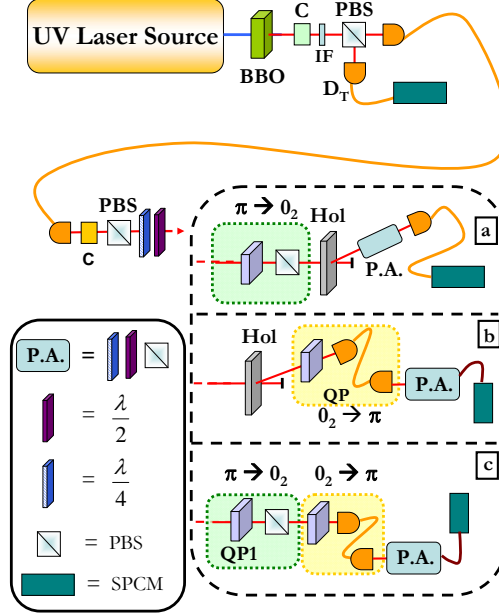 UV Laser Source
BBO
C
IF
PBS
D_T
PBS
C
π → 0₂
Hol
P.A.
a
Hol
QP
0₂ → π
P.A.
b
π → 0₂
0₂ → π
QP1
P.A.
c
P.A. =
= λ/2
= λ/4
= PBS
= SPCM